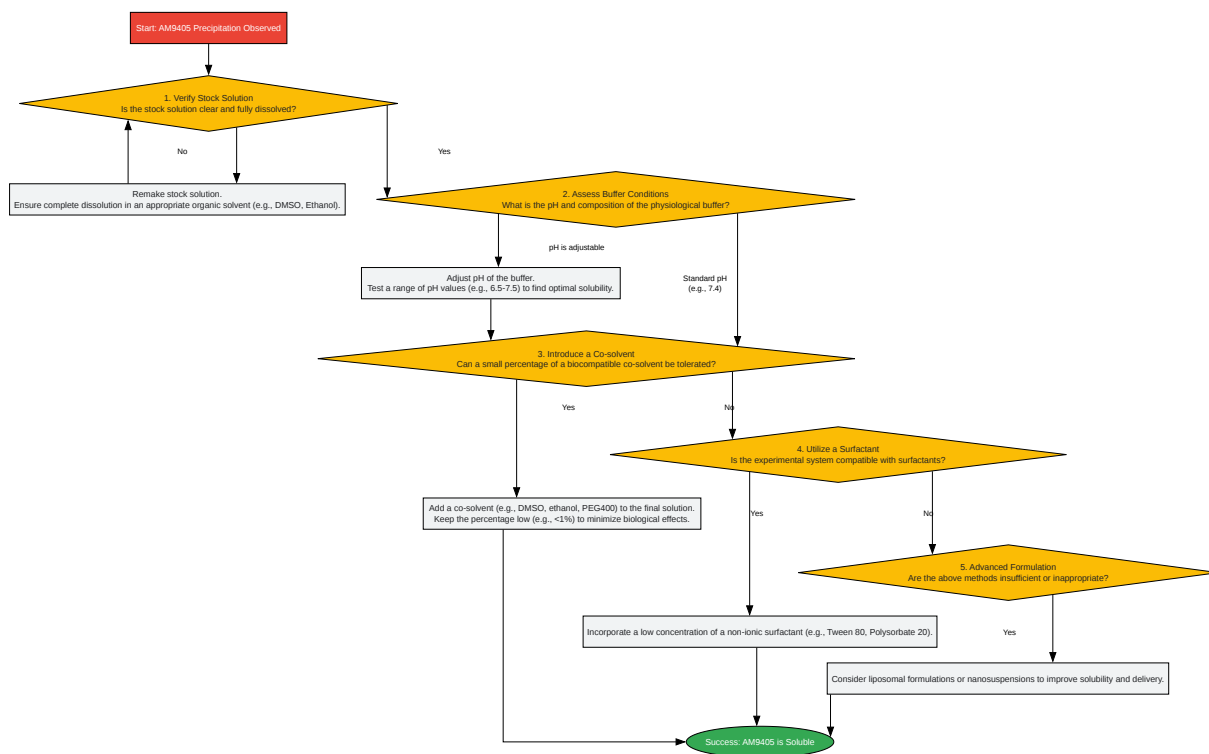 Start: AM9405 Precipitation Observed
1. Verify Stock Solution
Is the stock solution clear and fully dissolved?
No
Yes
Remake stock solution.
Ensure complete dissolution in an appropriate organic solvent (e.g., DMSO, Ethanol).
2. Assess Buffer Conditions
What is the pH and composition of the physiological buffer?
pH is adjustable
Standard pH
(e.g., 7.4)
Adjust pH of the buffer.
Test a range of pH values (e.g., 6.5-7.5) to find optimal solubility.
3. Introduce a Co-solvent
Can a small percentage of a biocompatible co-solvent be tolerated?
Yes
No
4. Utilize a Surfactant
Is the experimental system compatible with surfactants?
Add a co-solvent (e.g., DMSO, ethanol, PEG400) to the final solution.
Keep the percentage low (e.g., <1%) to minimize biological effects.
Yes
No
5. Advanced Formulation
Are the above methods insufficient or inappropriate?
Incorporate a low concentration of a non-ionic surfactant (e.g., Tween 80, Polysorbate 20).
Yes
Consider liposomal formulations or nanosuspensions to improve solubility and delivery.
Success: AM9405 is Soluble